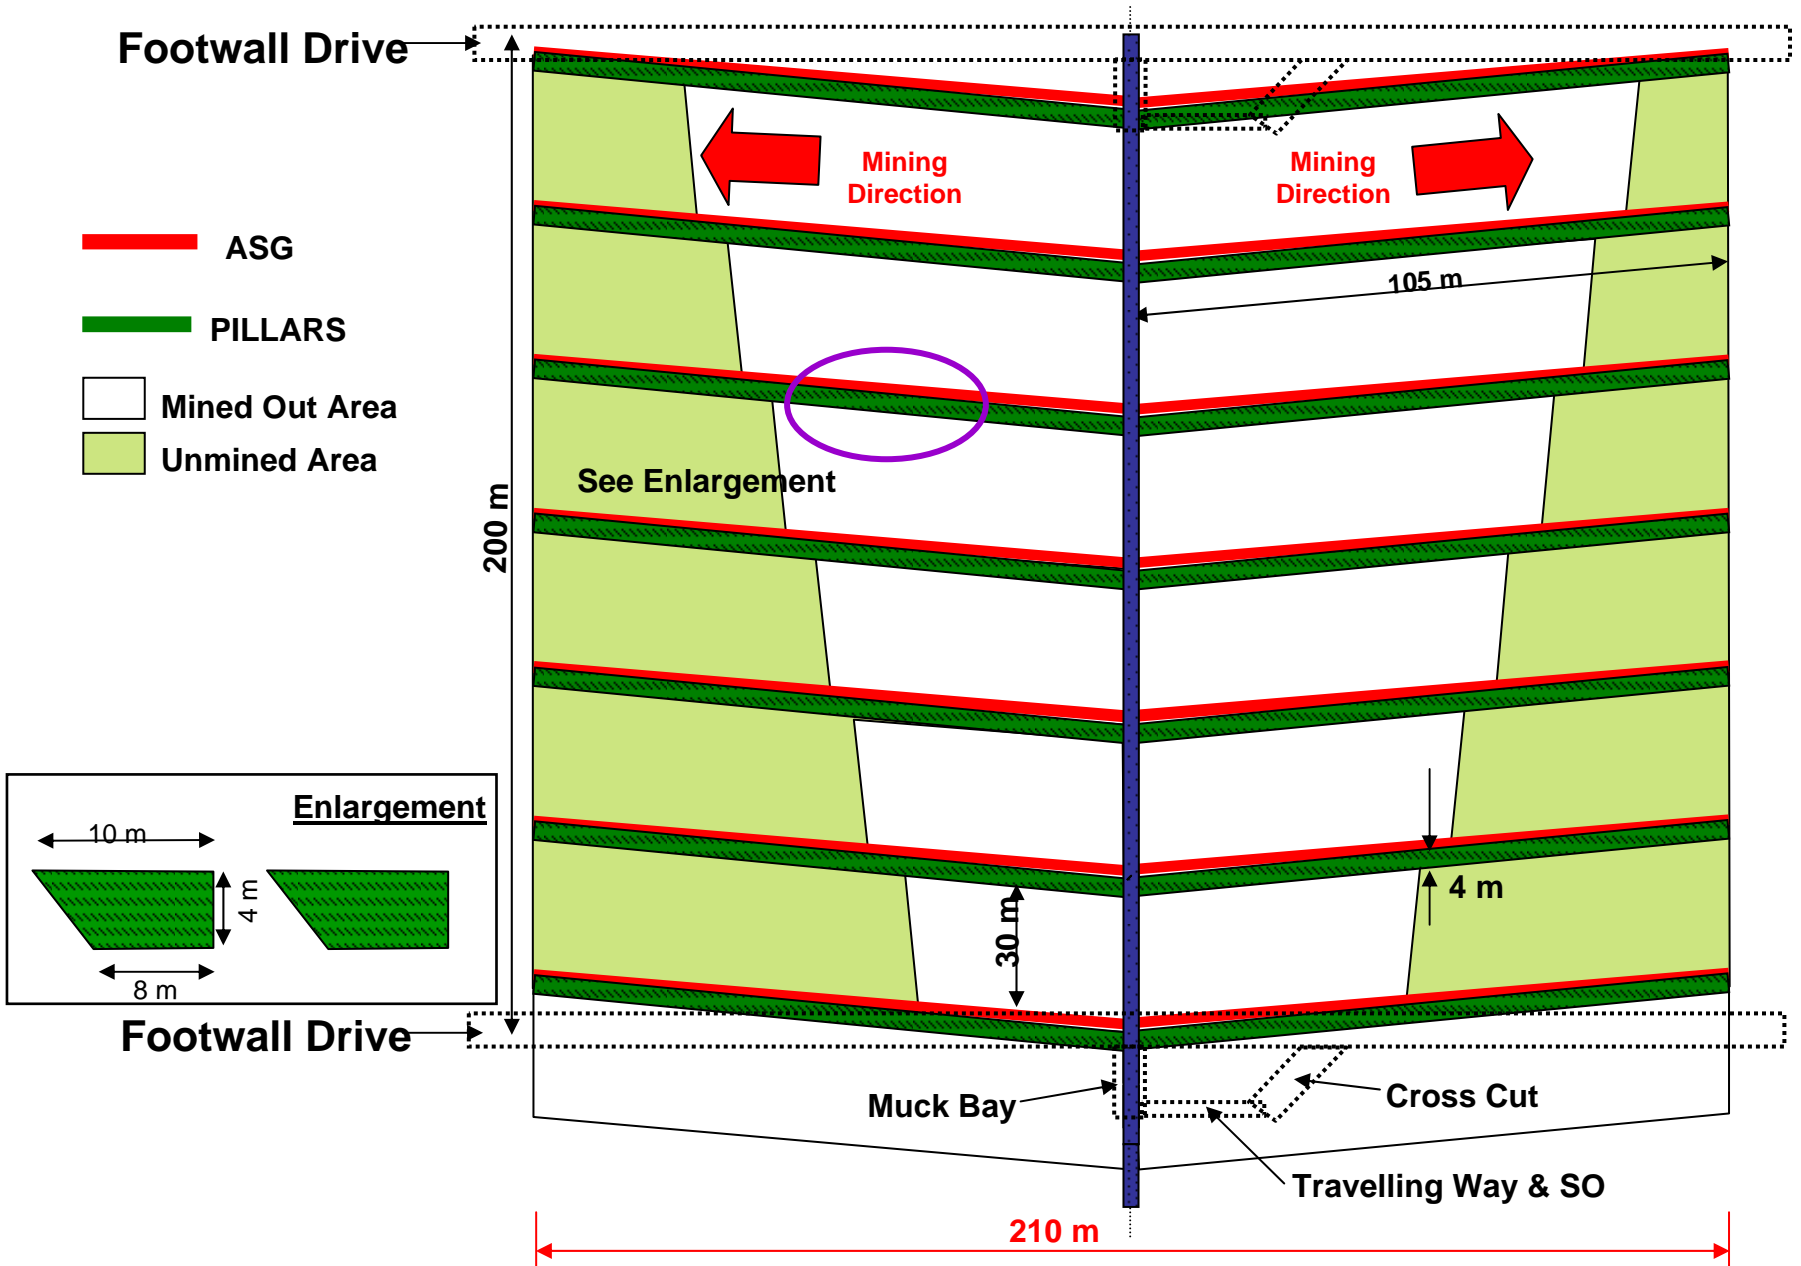 Footwall Drive
Mining
Direction
Mining
Direction
ASG
PILLARS
Mined Out Area
Unmined Area
105 m
See Enlargement
200 m
Enlargement
10 m
4 m
8 m
30 m
4 m
Footwall Drive
Muck Bay
Cross Cut
Travelling Way & SO
210 m